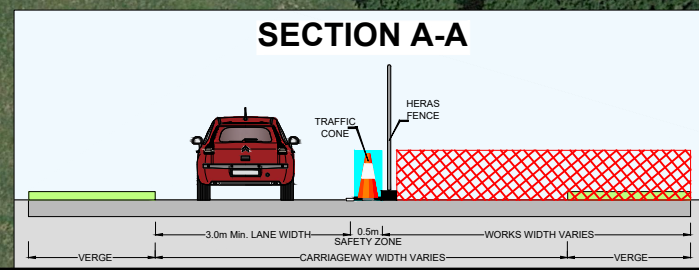 SECTION A-A
HERAS
FENCE
TRAFFIC
CONE
3.0m Min. LANE WIDTH
0.5m
SAFETY ZONE
WORKS WIDTH VARIES
VERGE
CARRIAGEWAY WIDTH VARIES
VERGE